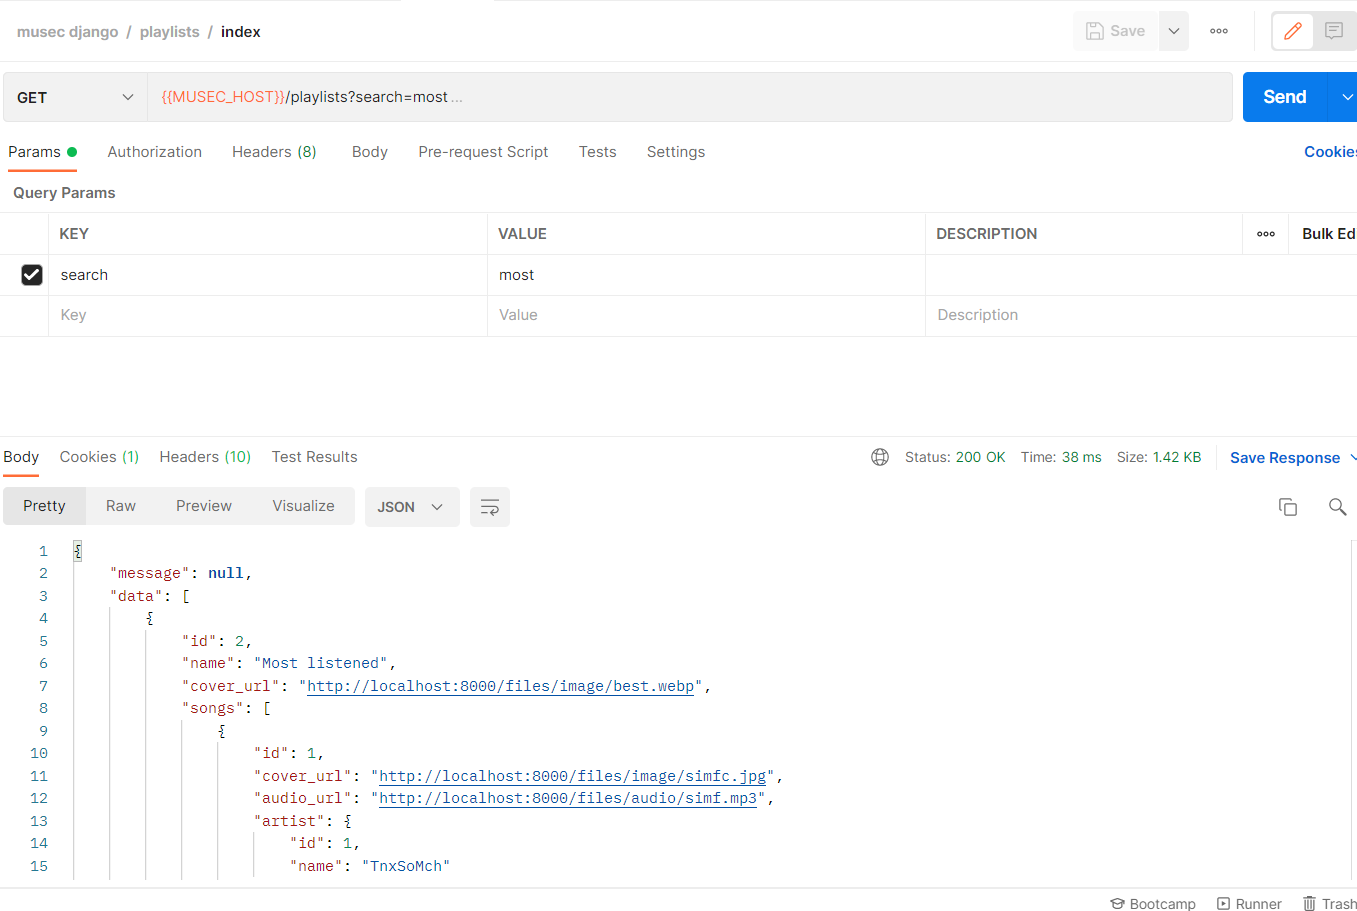 musec django / playlists / index
Save
GET
{{MUSEC_HOST}}/playlists?search=most ...
Send
Params
Authorization
Headers (8)
Body
Pre-request Script
Tests
Settings
Cookies
Query Params
KEY VALUE DESCRIPTION ooo Bulk Ed
search most
Key Value Description
Body
Cookies (1)
Headers (10)
Test Results
Status: 200 OK
Time: 38 ms
Size: 1.42 KB
Save Response
Pretty
Raw
Preview
Visualize
JSON
1 {
2 "message": null,
3 "data": [
4 {
5 "id": 2,
6 "name": "Most listened",
7 "cover_url": "http://localhost:8000/files/image/best.webp",
8 "songs": [
9 {
10 "id": 1,
11 "cover_url": "http://localhost:8000/files/image/simfc.jpg",
12 "audio_url": "http://localhost:8000/files/audio/simf.mp3",
13 "artist": {
14 "id": 1,
15 "name": "TnxSoMch"
Bootcamp
Runner
Trash